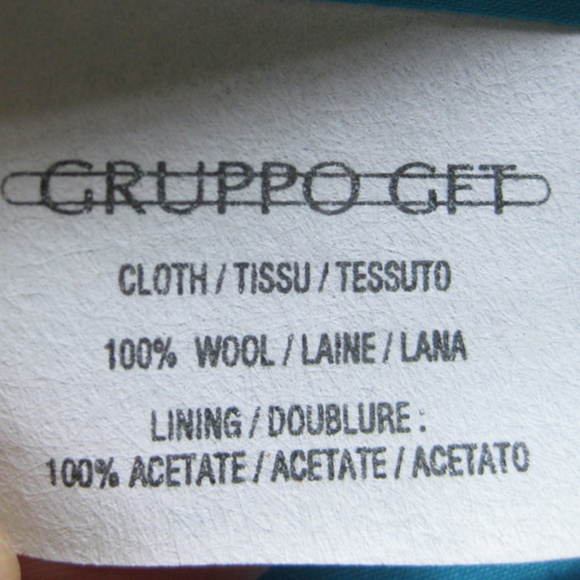 GRUPPO GFT
CLOTH / TISSU / TESSUTO
100% WOOL / LAINE / LANA
LINING / DOUBLURE :
100% ACETATE / ACETATE / ACETATO